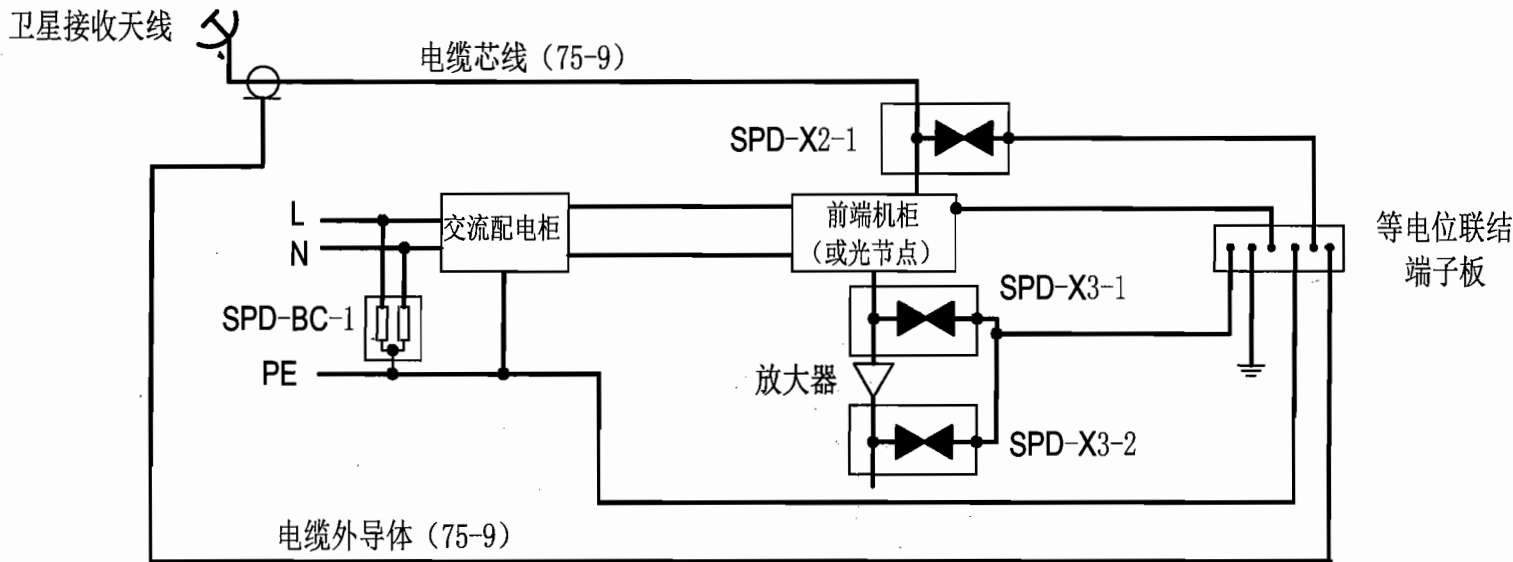 卫星接收天线
电缆芯线（75-9）
SPD-X2-1
L
N
交流配电柜
前端机柜
（或光节点）
等电位联结
端子板
SPD-BC-1
SPD-X3-1
PE
放大器
SPD-X3-2
电缆外导体（75-9）